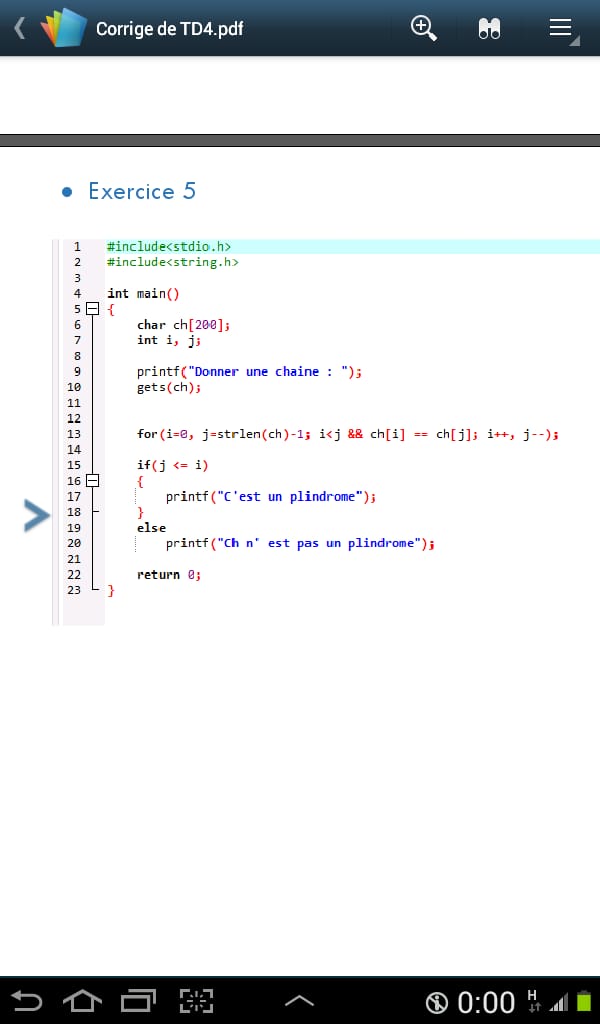 Corrige de TD4.pdf
• Exercice 5
1 #include<stdio.h>
2 #include<string.h>
3
4 int main()
5 {
6 char ch[200];
7 int i, j;
8
9 printf("Donner une chaine : ");
10 gets(ch);
11
12
13 for(i=0, j=strlen(ch)-1; i<j && ch[i] == ch[j]; i++, j--);
14
15 if(j <= i)
16 {
17 printf("C'est un plindrome");
18 }
19 else
20 printf("Ch n' est pas un plindrome");
21
22 return 0;
23 }
0:00 H